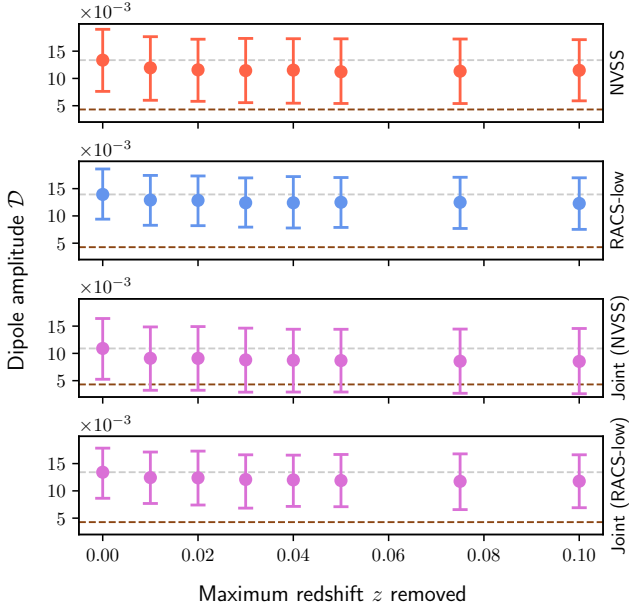 ×10⁻³
15
10
5
NVSS
×10⁻³
15
10
5
RACS-low
×10⁻³
15
10
5
Joint (NVSS)
×10⁻³
15
10
5
Joint (RACS-low)
Dipole amplitude 𝒟
0.00 0.02 0.04 0.06 0.08 0.10
Maximum redshift z removed